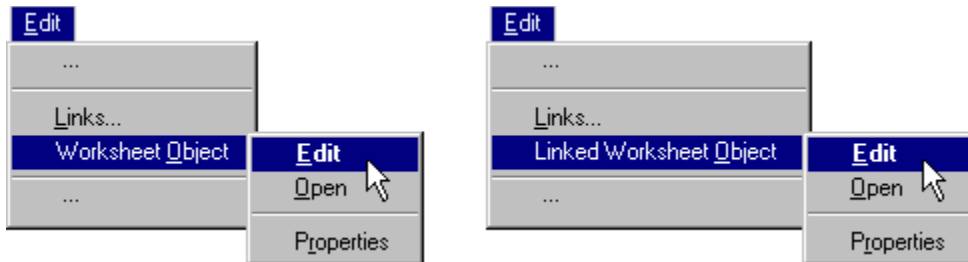 Edit
...
Links...
Worksheet Object
...
Edit
Open
Properties
Edit
...
Links...
Linked Worksheet Object
...
Edit
Open
Properties